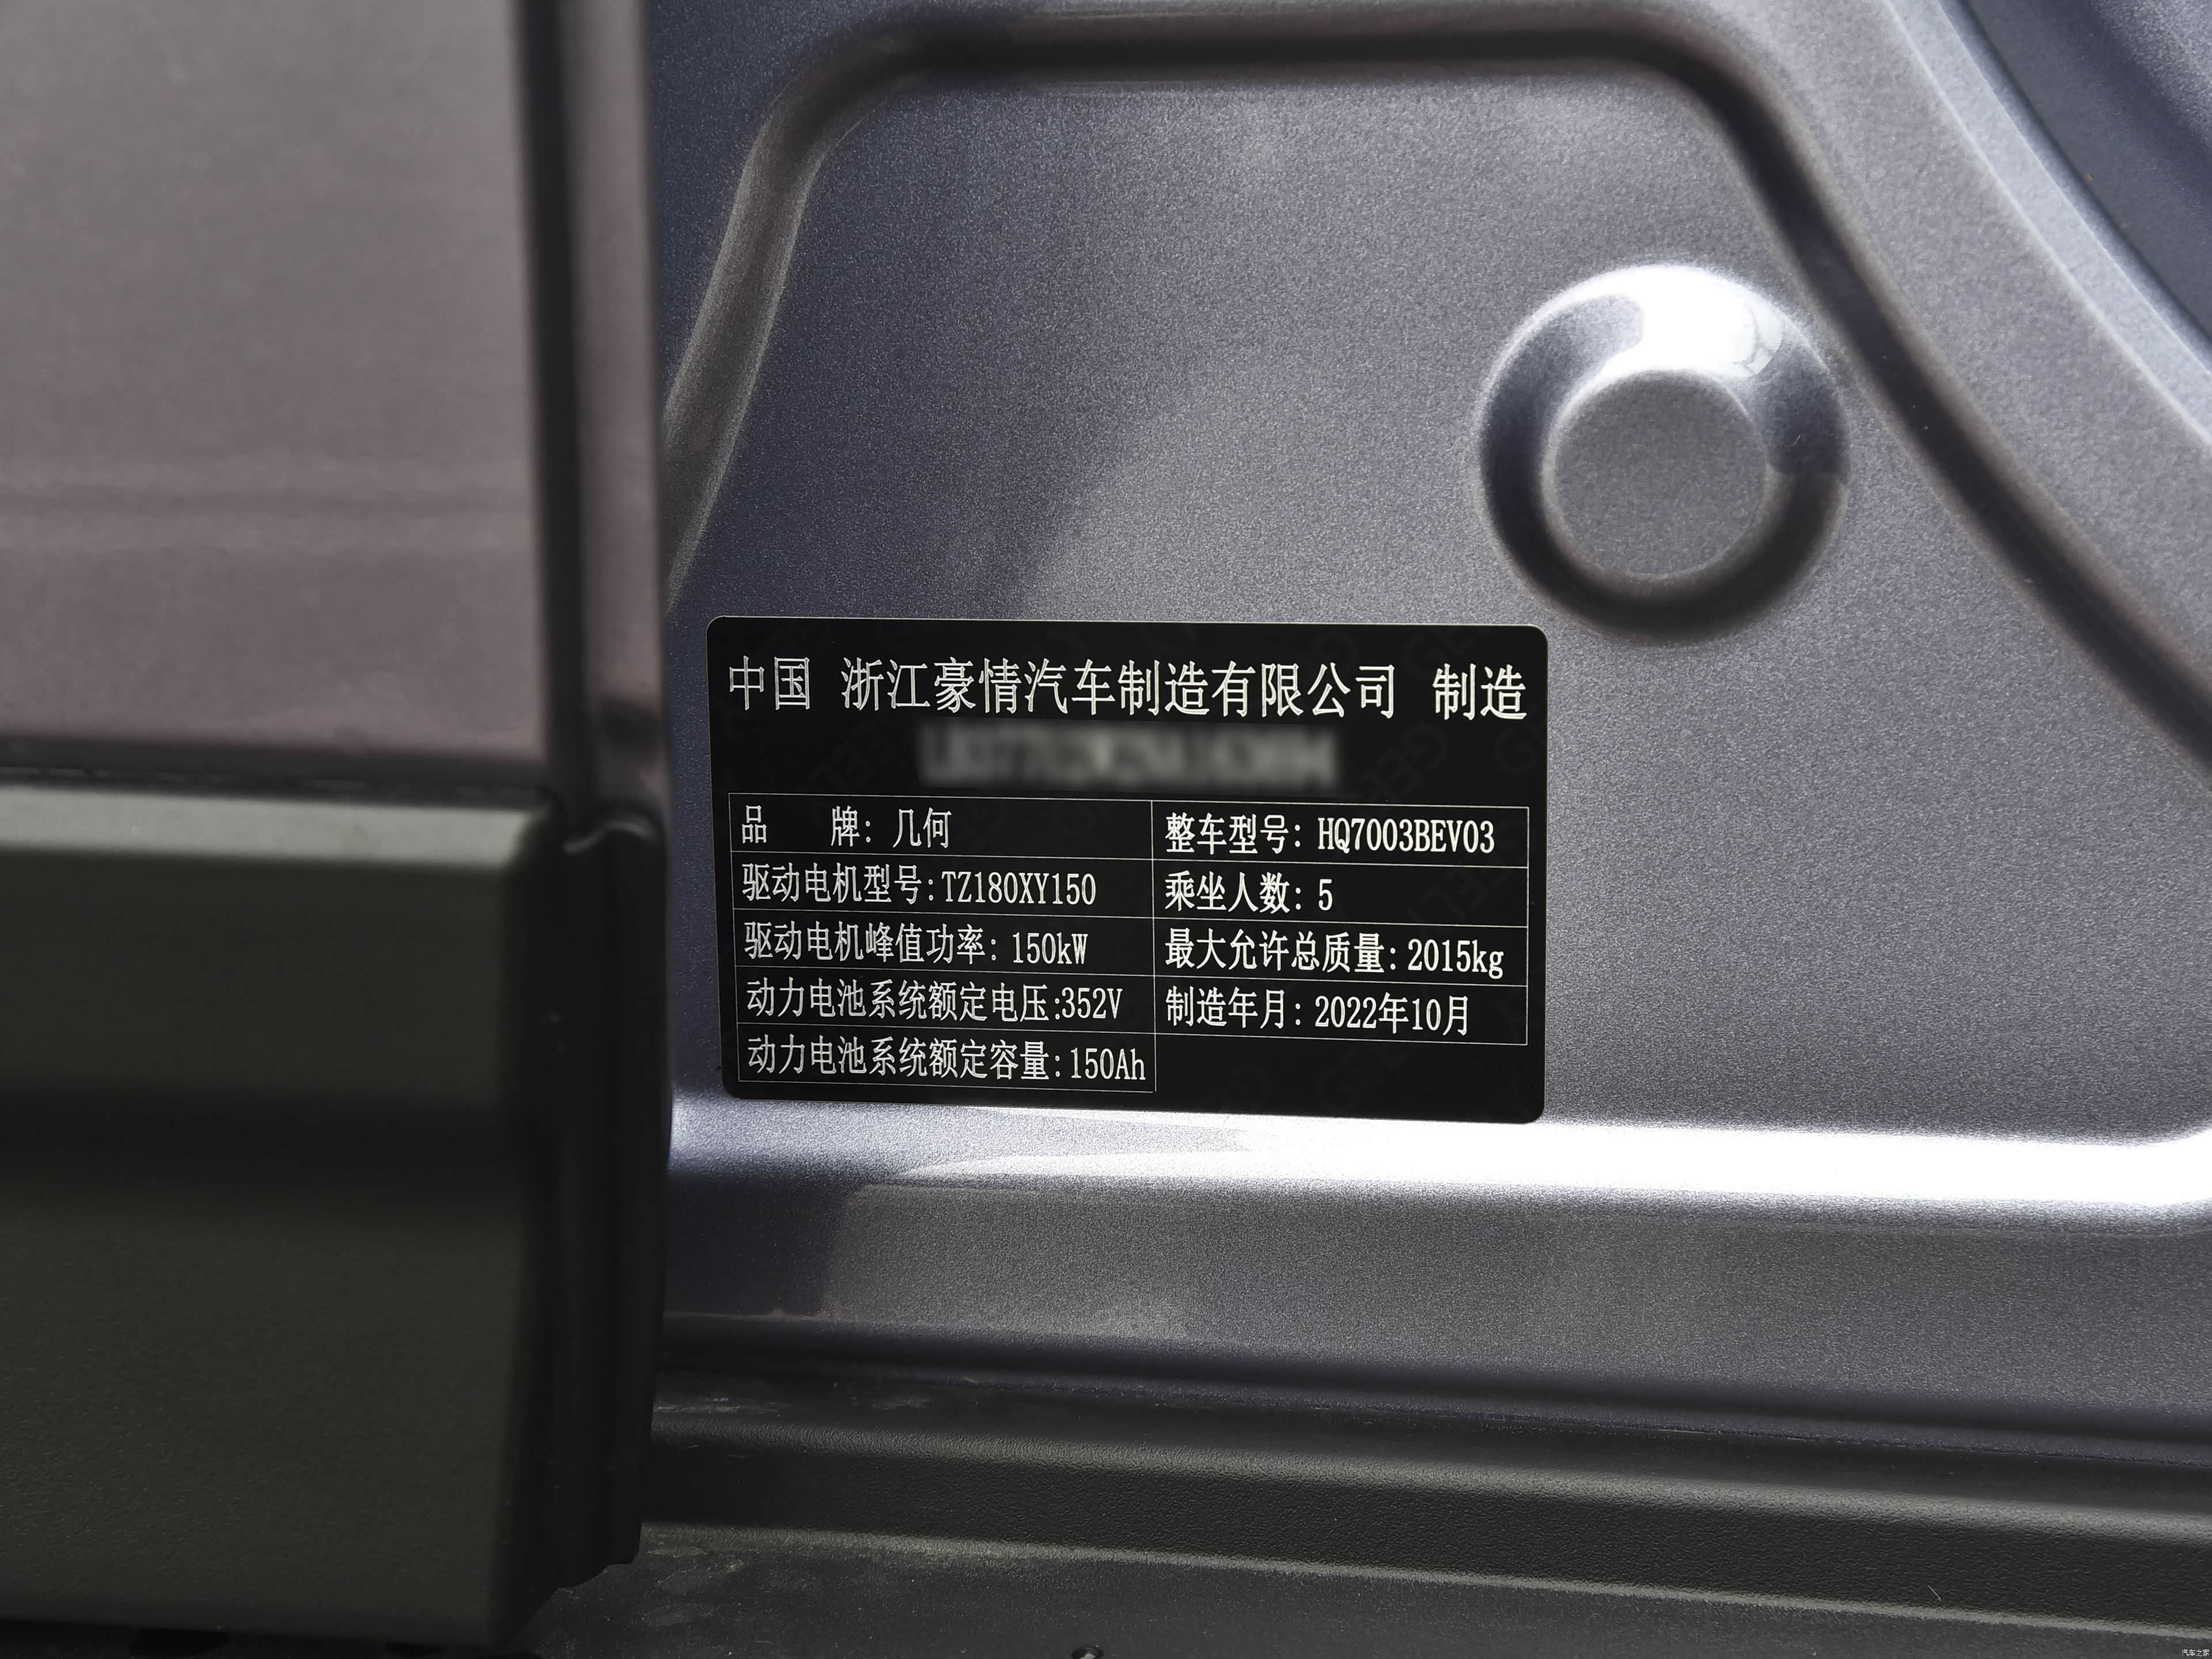 中国 浙江豪情汽车制造有限公司 制造
品 牌：几何 整车型号：HQ7003BEV03
驱动电机型号：TZ180XY150 乘坐人数：5
驱动电机峰值功率：150kW 最大允许总质量：2015kg
动力电池系统额定电压：352V 制造年月：2022年10月
动力电池系统额定容量：150Ah
汽车之家